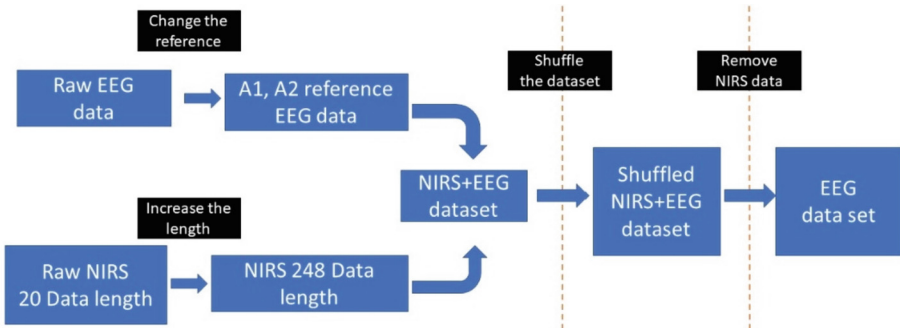 Change the
reference
Raw EEG
data
A1, A2 reference
EEG data
Increase the
length
Raw NIRS
20 Data length
NIRS 248 Data
length
NIRS+EEG
dataset
Shuffle
the dataset
Shuffled
NIRS+EEG
dataset
Remove
NIRS data
EEG
data set